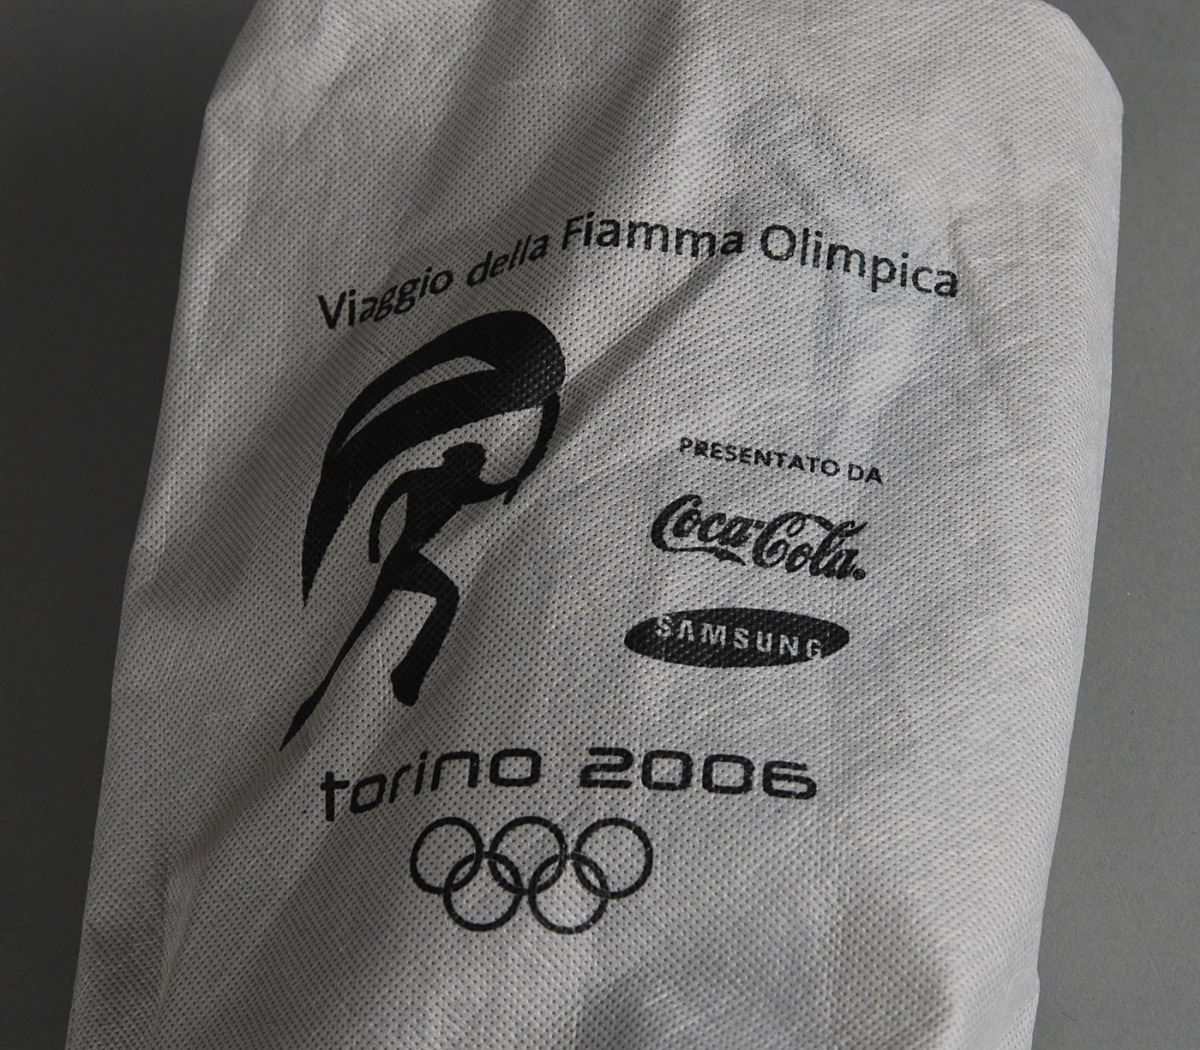 Viaggio della Fiamma Olimpica
PRESENTATO DA
Coca-Cola
SAMSUNG
torino 2006